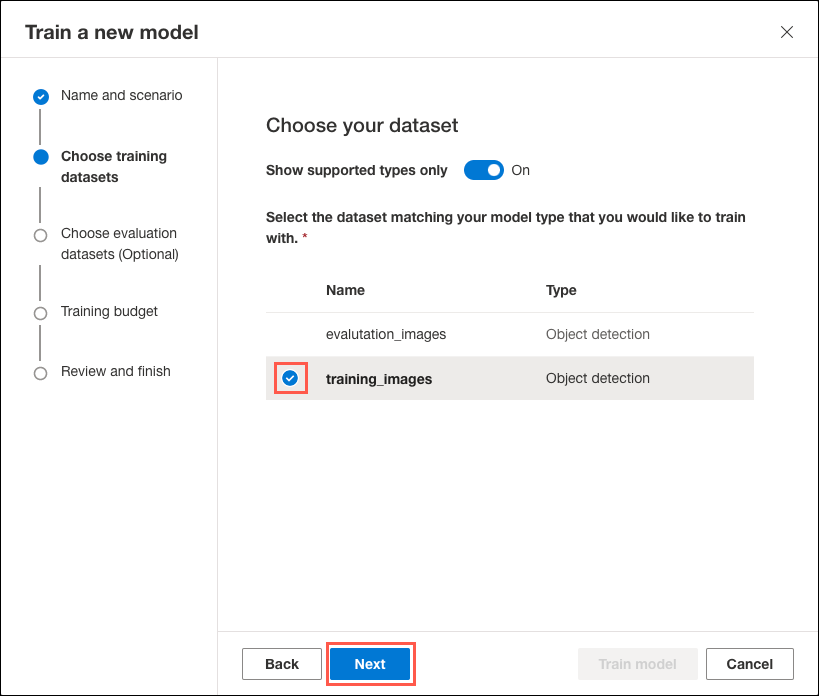 Train a new model
Name and scenario
Choose training
datasets
Choose evaluation
datasets (Optional)
Training budget
Review and finish
Choose your dataset
Show supported types only On
Select the dataset matching your model type that you would like to train
with. *
Name Type
evalutation_images Object detection
training_images Object detection
Back Next Train model Cancel